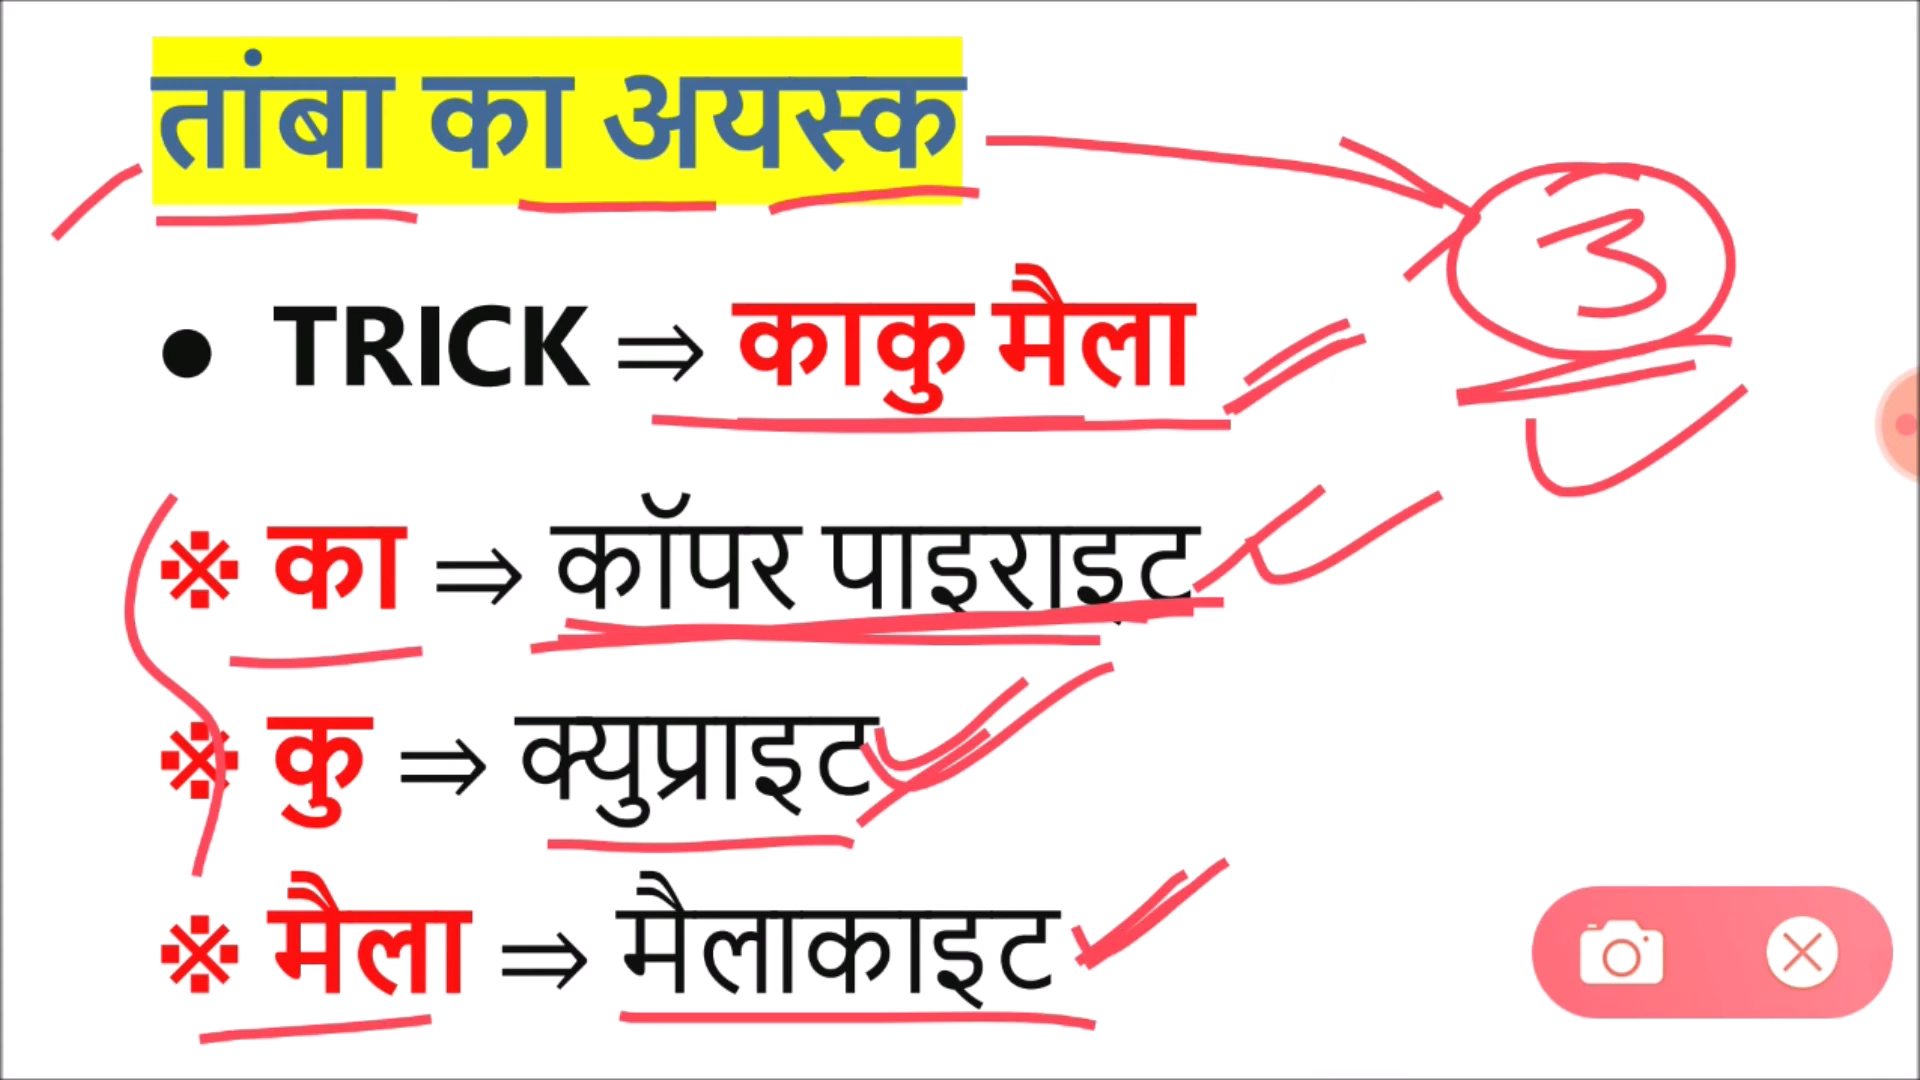 तांबा का अयस्क
3
● TRICK ⇒ काकु मैला
※ का ⇒ कॉपर पाइराइट
※ कु ⇒ क्युप्राइट
※ मैला ⇒ मैलाकाइट